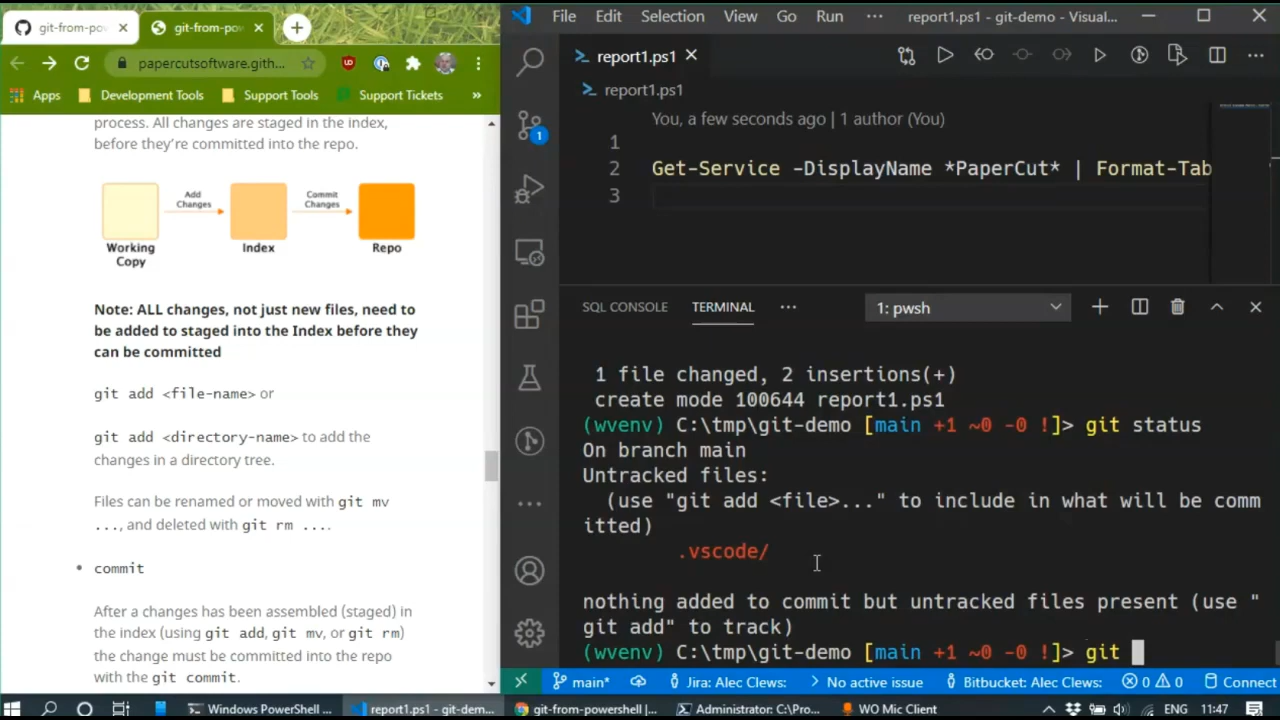 git-from-pow
git-from-pow
papercutsoftware.gith...
Apps
Development Tools
Support Tools
Support Tickets
»
process. All changes are staged in the index,
before they're committed into the repo.
Add
Changes
Commit
Changes
Working
Copy
Index
Repo
Note: ALL changes, not just new files, need to
be added to staged into the Index before they
can be committed
git add <file-name> or
git add <directory-name> to add the
changes in a directory tree.
Files can be renamed or moved with git mv
..., and deleted with git rm ....
• commit
After a changes has been assembled (staged) in
the index (using git add, git mv, or git rm)
the change must be committed into the repo
with the git commit.
File Edit Selection View Go Run ··· report1.ps1 - git-demo - Visual...
report1.ps1
report1.ps1
You, a few seconds ago | 1 author (You)
1
2 Get-Service -DisplayName *PaperCut* | Format-Tab
3
1
SQL CONSOLE TERMINAL ··· 1: pwsh
1 file changed, 2 insertions(+)
create mode 100644 report1.ps1
(wvenv) C:\tmp\git-demo [main +1 ~0 -0 !]> git status
On branch main
Untracked files:
(use "git add <file>..." to include in what will be comm
itted)
.vscode/
nothing added to commit but untracked files present (use "
git add" to track)
(wvenv) C:\tmp\git-demo [main +1 ~0 -0 !]> git
main* Jira: Alec Clews: No active issue Bitbucket: Alec Clews: 0 0 Connect
Windows PowerShell ... report1.ps1 - git-dem... git-from-powershell |... Administrator: C:\Pro... WO Mic Client ENG 11:47